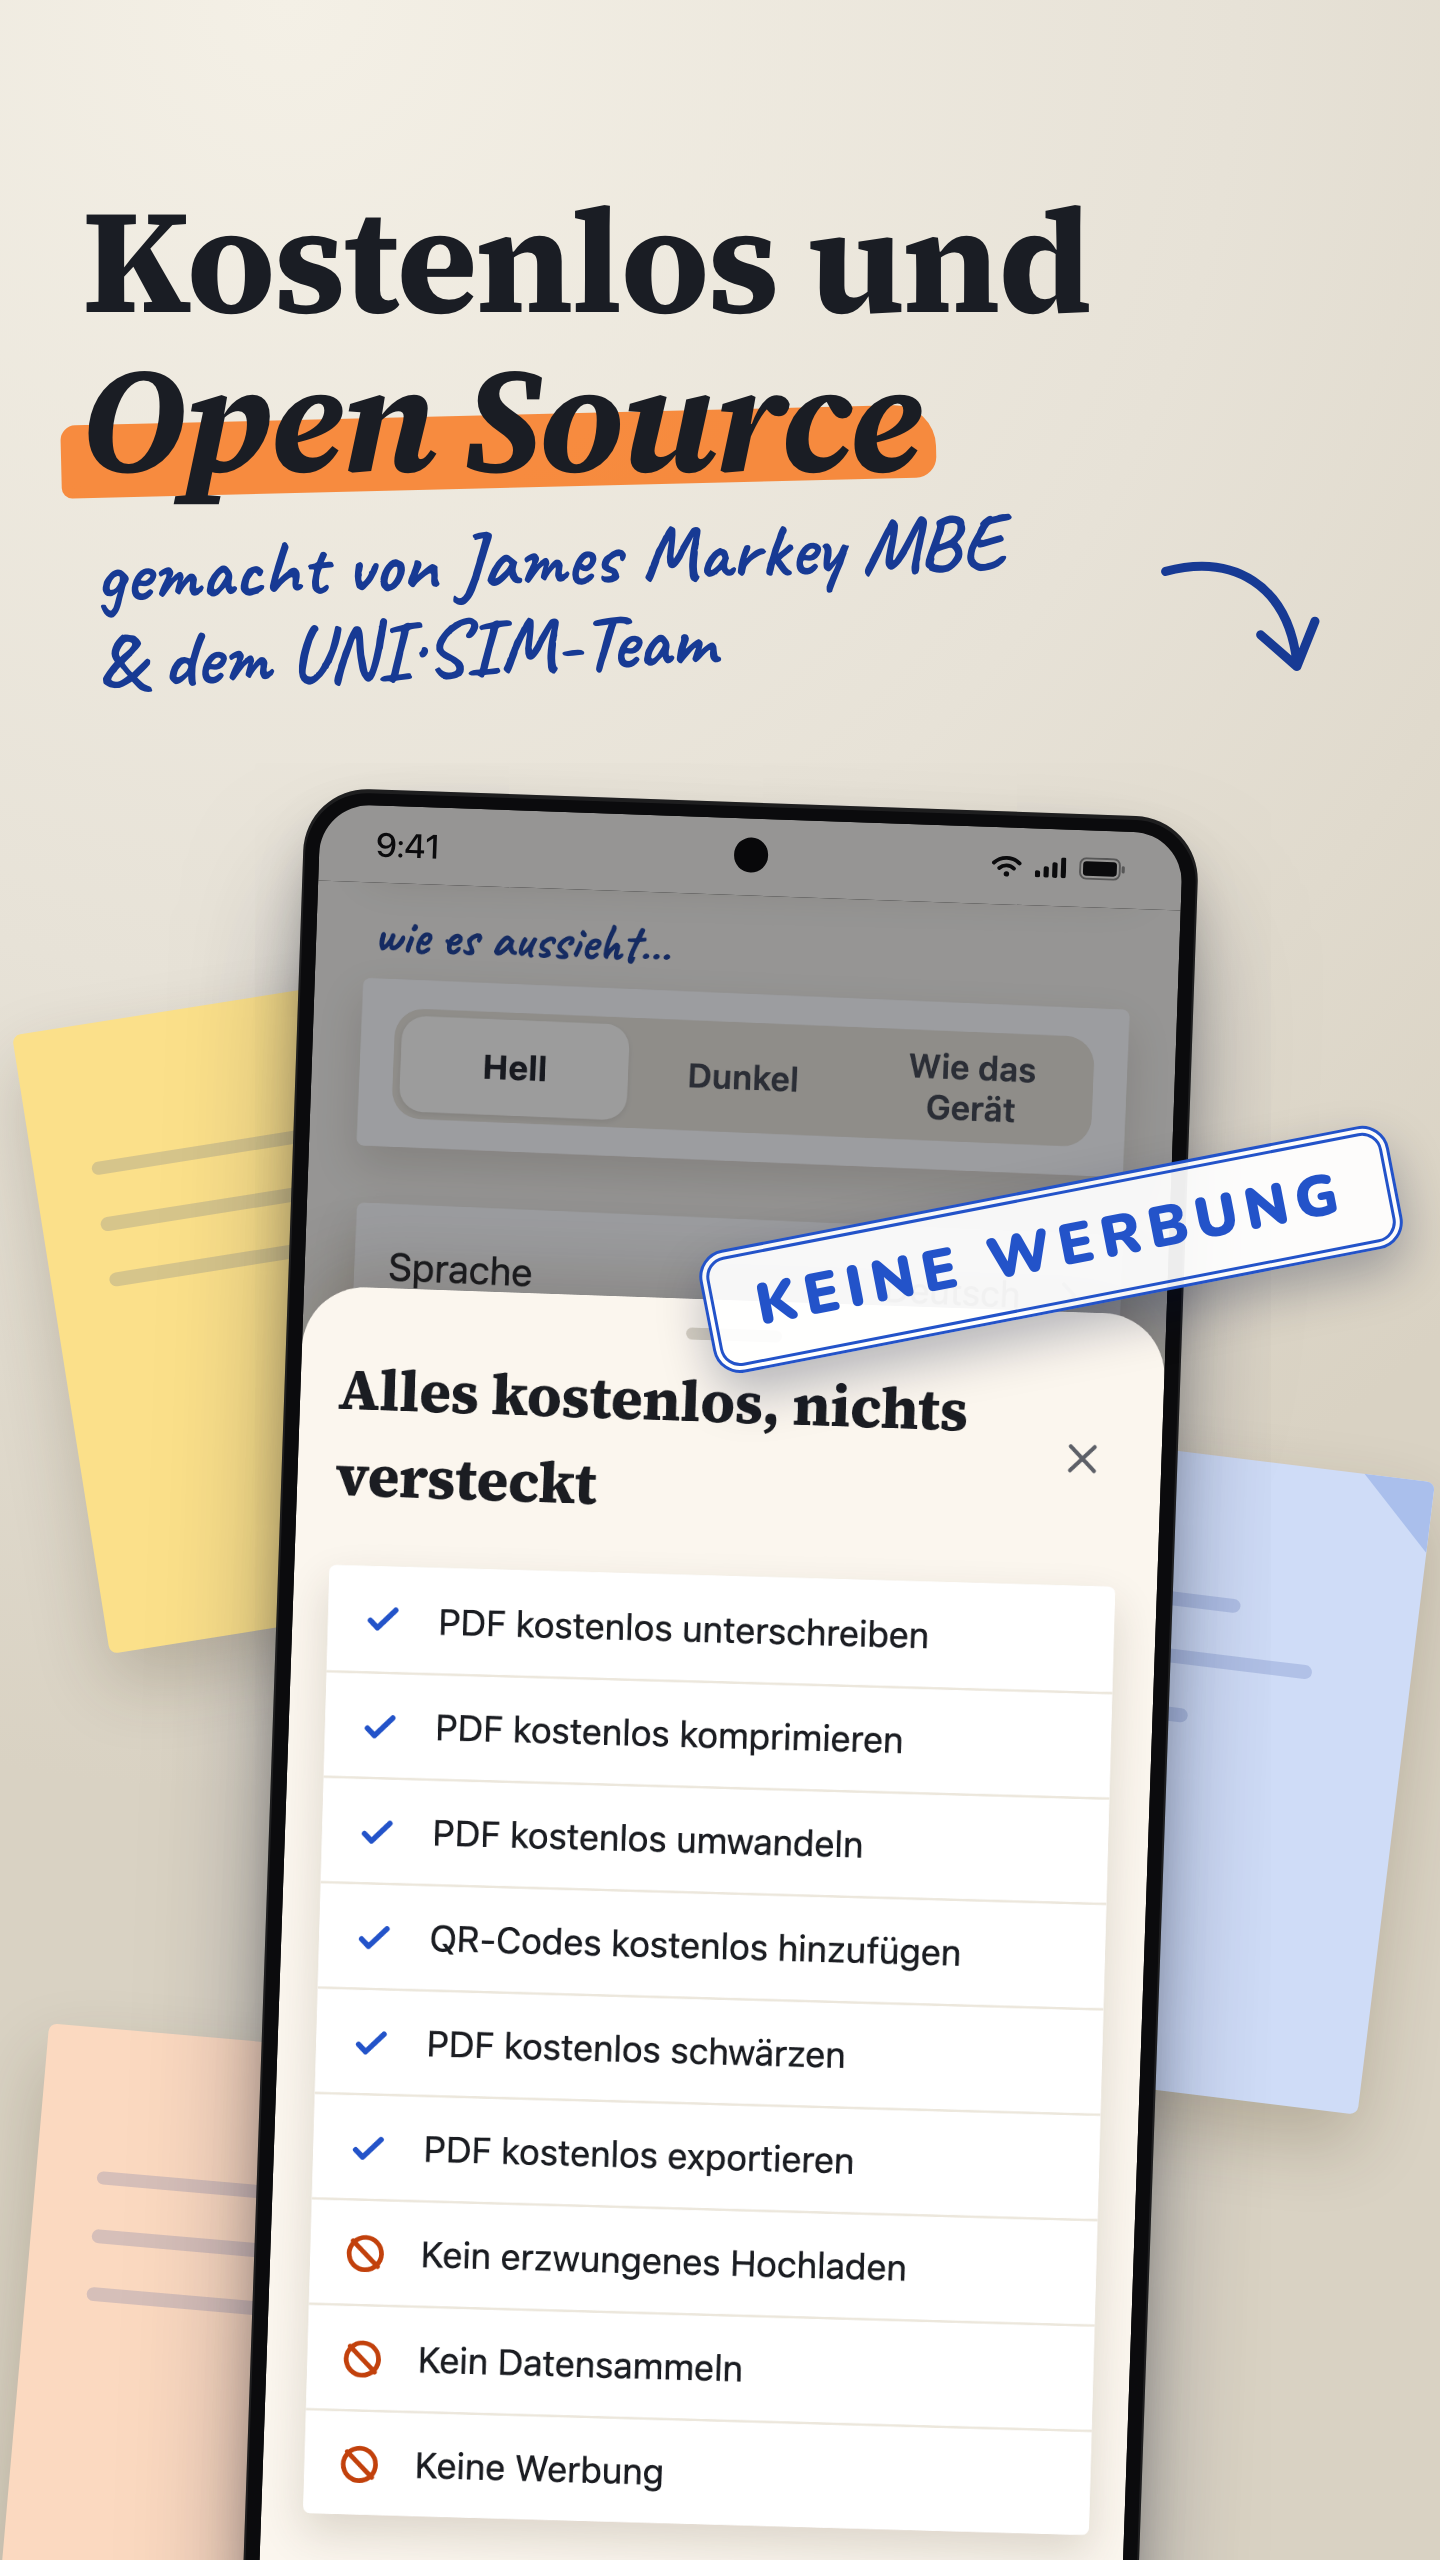 Kostenlos und
Open Source
gemacht von James Markey MBE
& dem UNI·SIM-Team
9:41
wie es aussieht...
Hell
Dunkel
Wie das
Gerät
KEINE WERBUNG
Sprache
Deutsch
Alles kostenlos, nichts
versteckt
PDF kostenlos unterschreiben
PDF kostenlos komprimieren
PDF kostenlos umwandeln
QR-Codes kostenlos hinzufügen
PDF kostenlos schwärzen
PDF kostenlos exportieren
Kein erzwungenes Hochladen
Kein Datensammeln
Keine Werbung